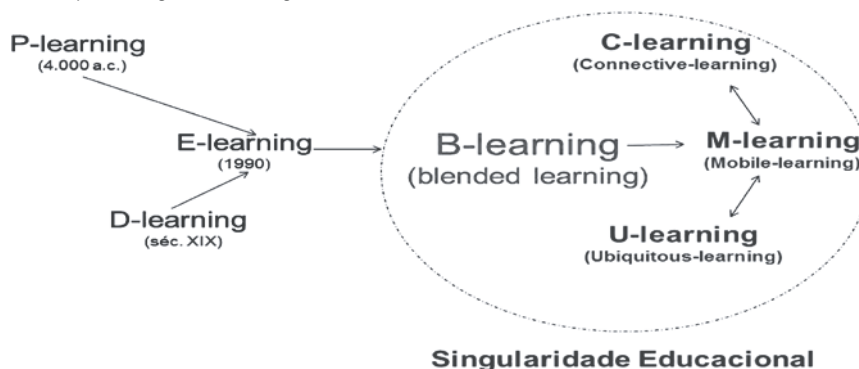 P-learning
(4.000 a.c.)
E-learning
(1990)
D-learning
(séc. XIX)
B-learning
(blended learning)
C-learning
(Connective-learning)
M-learning
(Mobile-learning)
U-learning
(Ubiquitous-learning)
Singularidade Educacional